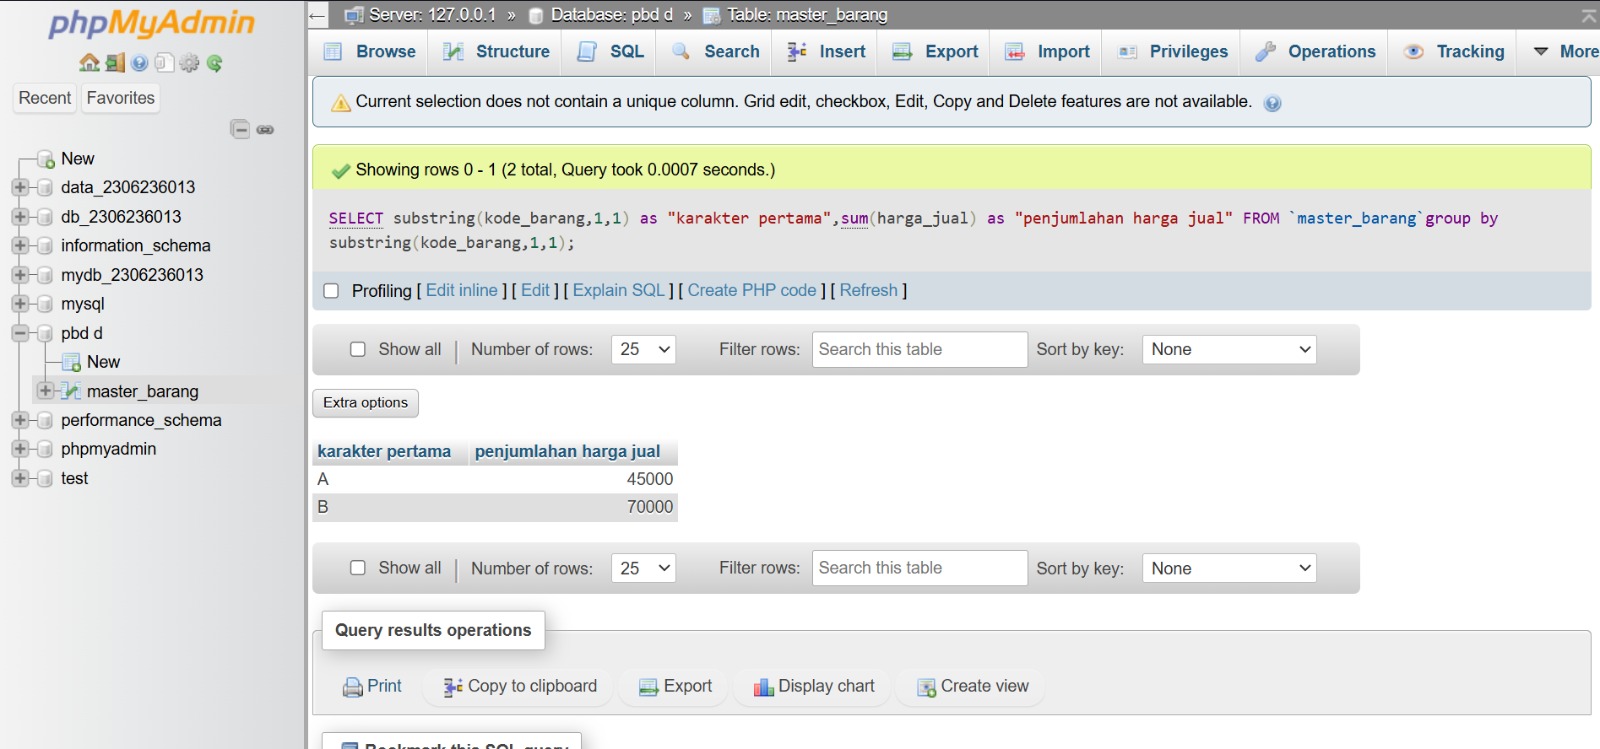 phpMyAdmin
Recent
Favorites
New
data_2306236013
db_2306236013
information_schema
mydb_2306236013
mysql
pbd d
New
master_barang
performance_schema
phpmyadmin
test
Server: 127.0.0.1 » Database: pbd d » Table: master_barang
Browse
Structure
SQL
Search
Insert
Export
Import
Privileges
Operations
Tracking
More
Current selection does not contain a unique column. Grid edit, checkbox, Edit, Copy and Delete features are not available.
Showing rows 0 - 1 (2 total, Query took 0.0007 seconds.)
SELECT substring(kode_barang,1,1) as "karakter pertama",sum(harga_jual) as "penjumlahan harga jual" FROM `master_barang`group by
substring(kode_barang,1,1);
Profiling [ Edit inline ] [ Edit ] [ Explain SQL ] [ Create PHP code ] [ Refresh ]
Show all
Number of rows: 25
Filter rows: Search this table
Sort by key: None
Extra options
karakter pertama penjumlahan harga jual
A 45000
B 70000
Show all
Number of rows: 25
Filter rows: Search this table
Sort by key: None
Query results operations
Print
Copy to clipboard
Export
Display chart
Create view
Bookmark this SQL query